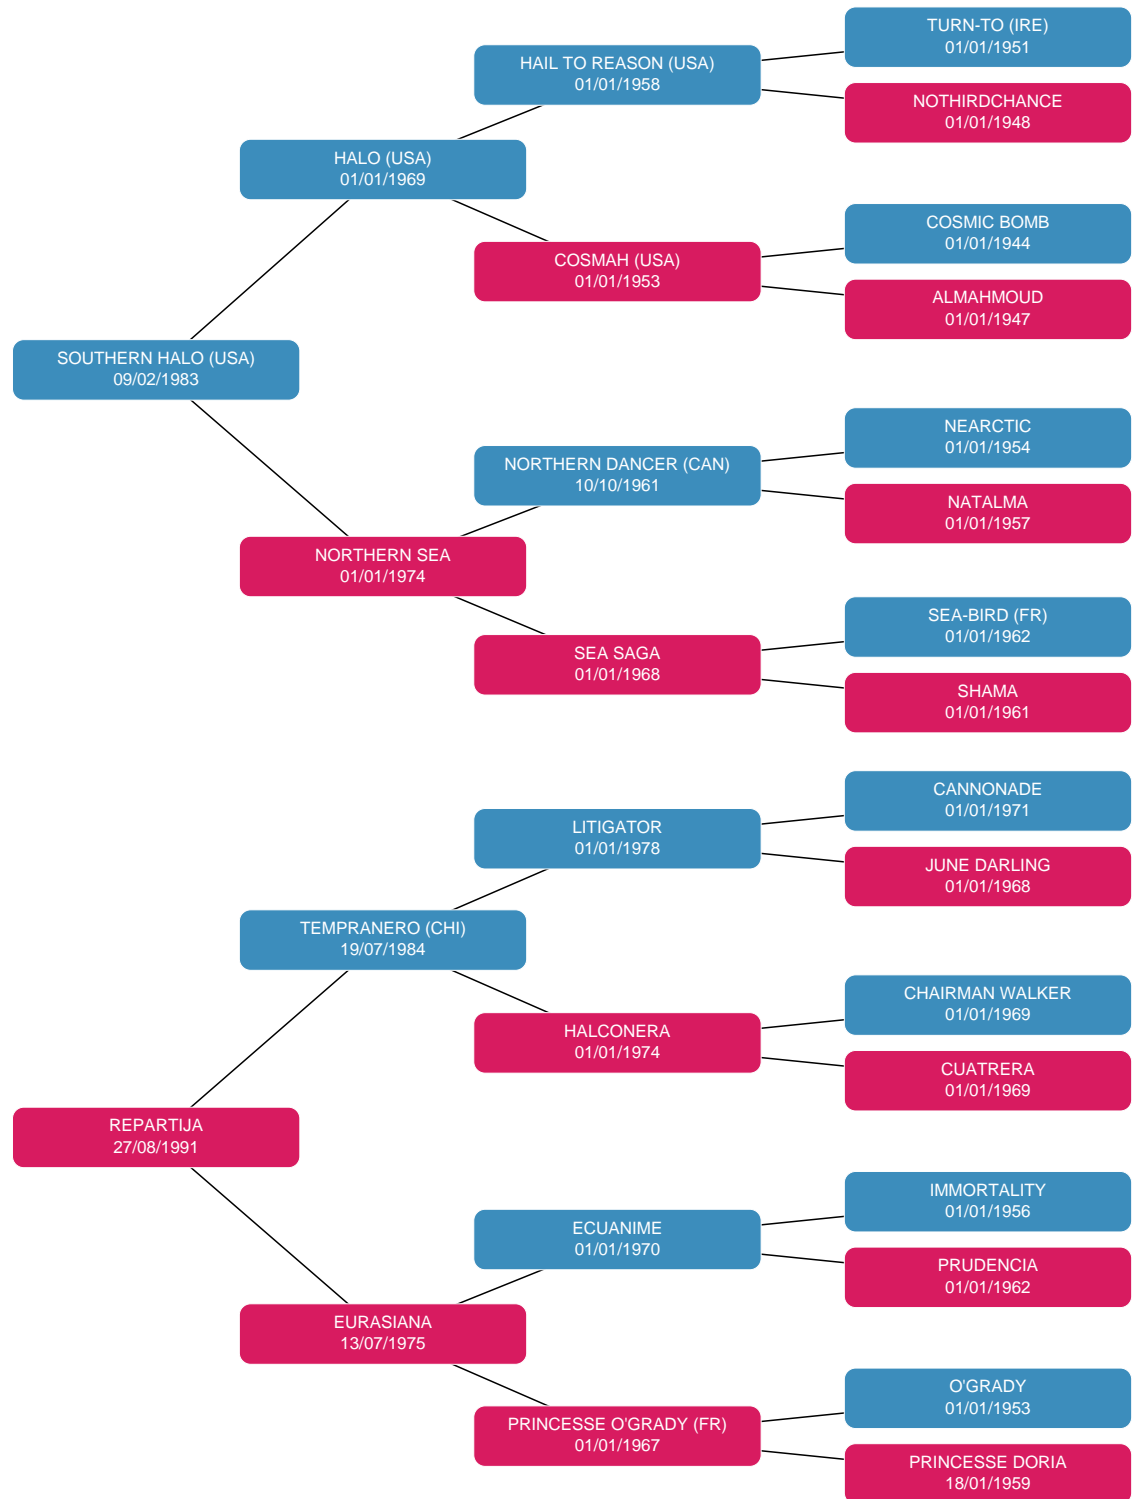 TURN-TO (IRE)
01/01/1951
HAIL TO REASON (USA)
01/01/1958
NOTHIRDCHANCE
01/01/1948
HALO (USA)
01/01/1969
COSMIC BOMB
01/01/1944
COSMAH (USA)
01/01/1953
ALMAHMOUD
01/01/1947
SOUTHERN HALO (USA)
09/02/1983
NEARCTIC
01/01/1954
NORTHERN DANCER (CAN)
10/10/1961
NATALMA
01/01/1957
NORTHERN SEA
01/01/1974
SEA-BIRD (FR)
01/01/1962
SEA SAGA
01/01/1968
SHAMA
01/01/1961
CANNONADE
01/01/1971
LITIGATOR
01/01/1978
JUNE DARLING
01/01/1968
TEMPRANERO (CHI)
19/07/1984
CHAIRMAN WALKER
01/01/1969
HALCONERA
01/01/1974
CUATRERA
01/01/1969
REPARTIJA
27/08/1991
IMMORTALITY
01/01/1956
ECUANIME
01/01/1970
PRUDENCIA
01/01/1962
EURASIANA
13/07/1975
O'GRADY
01/01/1953
PRINCESSE O'GRADY (FR)
01/01/1967
PRINCESSE DORIA
18/01/1959